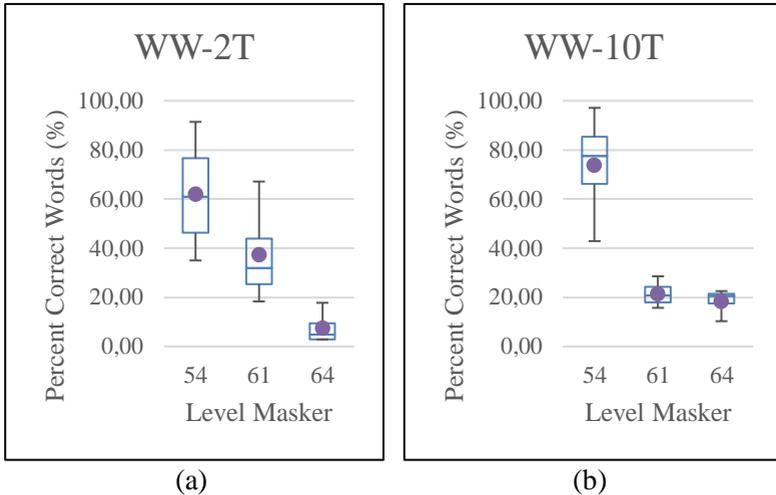 WW-2T
Percent Correct Words (%)
100,00
80,00
60,00
40,00
20,00
0,00
54 61 64
Level Masker
(a)
WW-10T
Percent Correct Words (%)
100,00
80,00
60,00
40,00
20,00
0,00
54 61 64
Level Masker
(b)